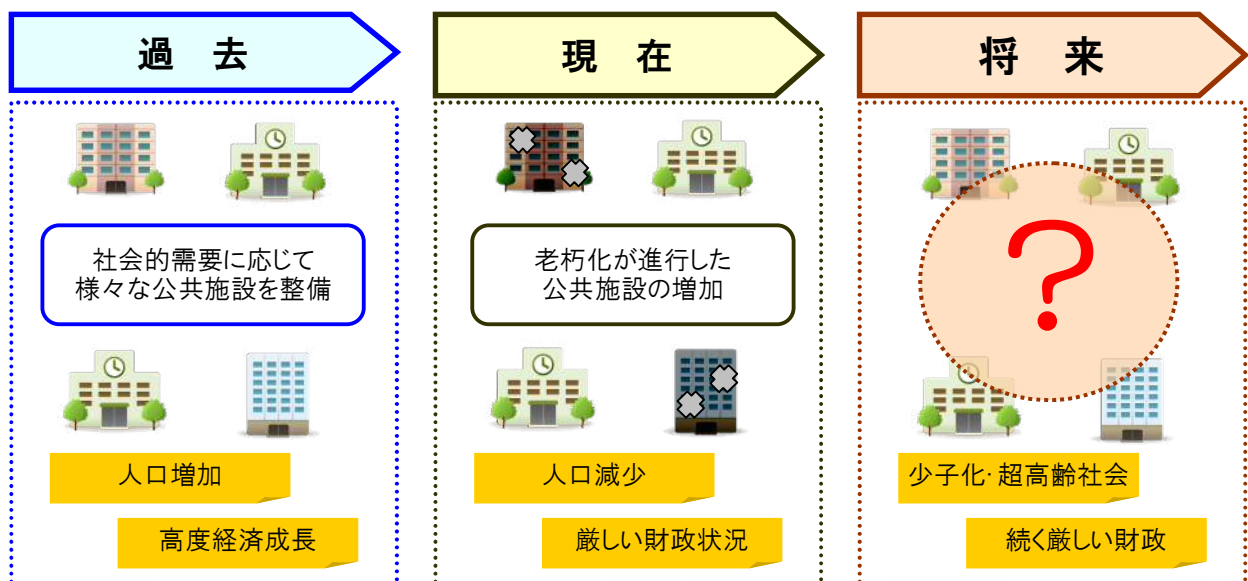 過 去
現 在
将 来
社会的需要に応じて
様々な公共施設を整備
老朽化が進行した
公共施設の増加
?
人口増加
高度経済成長
人口減少
厳しい財政状況
少子化・超高齢社会
続く厳しい財政